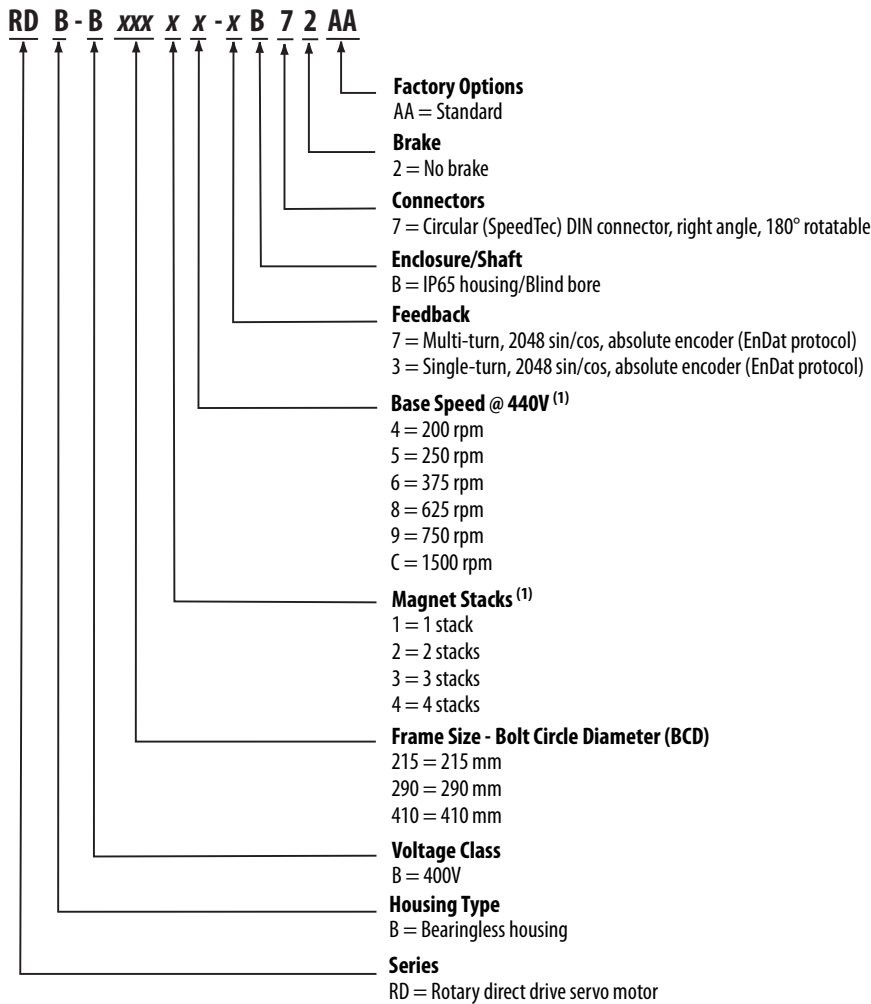 RD B - B xxx x x - x B 7 2 AA
Factory Options
AA = Standard
Brake
2 = No brake
Connectors
7 = Circular (SpeedTec) DIN connector, right angle, 180° rotatable
Enclosure/Shaft
B = IP65 housing/Blind bore
Feedback
7 = Multi-turn, 2048 sin/cos, absolute encoder (EnDat protocol)
3 = Single-turn, 2048 sin/cos, absolute encoder (EnDat protocol)
Base Speed @ 440V (1)
4 = 200 rpm
5 = 250 rpm
6 = 375 rpm
8 = 625 rpm
9 = 750 rpm
C = 1500 rpm
Magnet Stacks (1)
1 = 1 stack
2 = 2 stacks
3 = 3 stacks
4 = 4 stacks
Frame Size - Bolt Circle Diameter (BCD)
215 = 215 mm
290 = 290 mm
410 = 410 mm
Voltage Class
B = 400V
Housing Type
B = Bearingless housing
Series
RD = Rotary direct drive servo motor